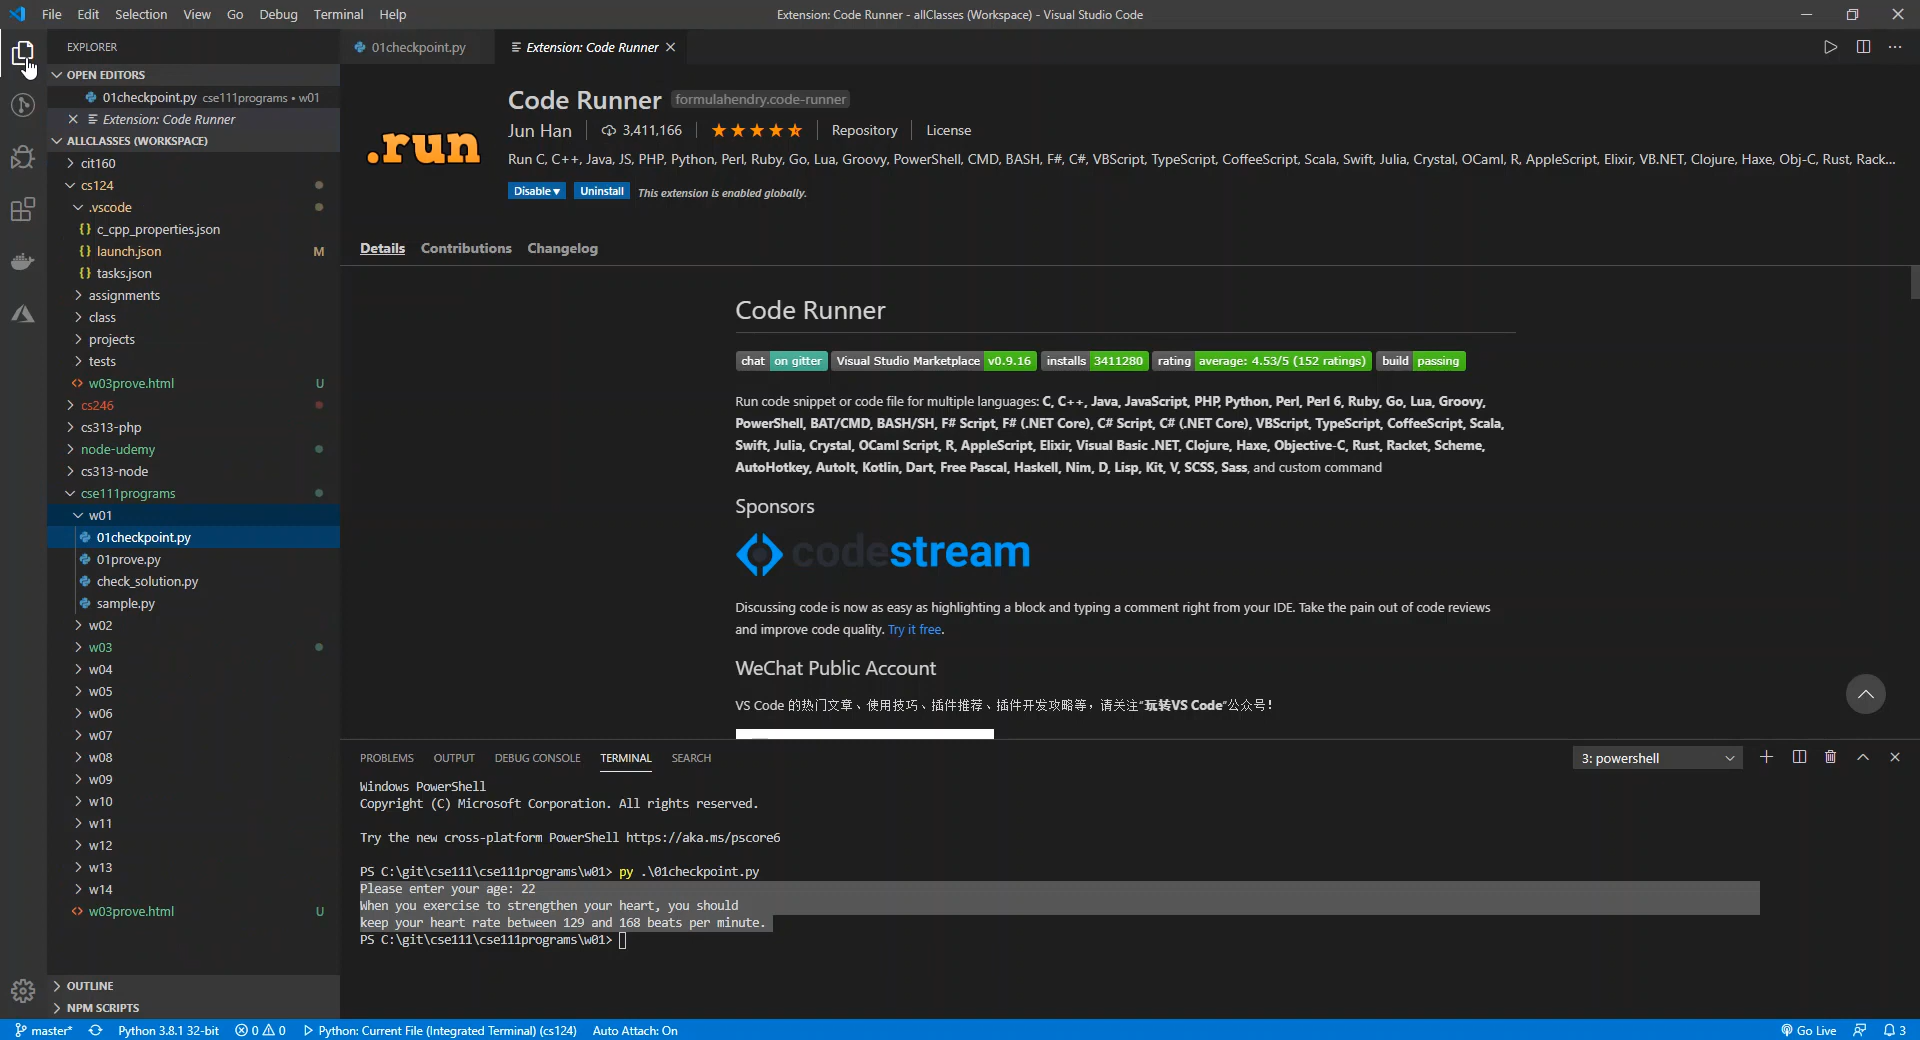 File Edit Selection View Go Debug Terminal Help
Extension: Code Runner - allClasses (Workspace) - Visual Studio Code
EXPLORER
OPEN EDITORS
01checkpoint.py cse111programs • w01
Extension: Code Runner
ALLCLASSES (WORKSPACE)
cit160
cs124
.vscode
{} c_cpp_properties.json
{} launch.json M
{} tasks.json
assignments
class
projects
tests
<> w03prove.html U
cs246
cs313-php
node-udemy
cs313-node
cse111programs
w01
01checkpoint.py
01prove.py
check_solution.py
sample.py
w02
w03
w04
w05
w06
w07
w08
w09
w10
w11
w12
w13
w14
<> w03prove.html U
OUTLINE
NPM SCRIPTS
01checkpoint.py
Extension: Code Runner
.run
Code Runner formulahendry.code-runner
Jun Han 3,411,166 Repository License
Run C, C++, Java, JS, PHP, Python, Perl, Ruby, Go, Lua, Groovy, PowerShell, CMD, BASH, F#, C#, VBScript, TypeScript, CoffeeScript, Scala, Swift, Julia, Crystal, OCaml, R, AppleScript, Elixir, VB.NET, Clojure, Haxe, Obj-C, Rust, Rack...
Disable Uninstall This extension is enabled globally.
Details Contributions Changelog
Code Runner
chat on gitter Visual Studio Marketplace v0.9.16 installs 3411280 rating average: 4.53/5 (152 ratings) build passing
Run code snippet or code file for multiple languages: C, C++, Java, JavaScript, PHP, Python, Perl, Perl 6, Ruby, Go, Lua, Groovy,
PowerShell, BAT/CMD, BASH/SH, F# Script, F# (.NET Core), C# Script, C# (.NET Core), VBScript, TypeScript, CoffeeScript, Scala,
Swift, Julia, Crystal, OCaml Script, R, AppleScript, Elixir, Visual Basic .NET, Clojure, Haxe, Objective-C, Rust, Racket, Scheme,
AutoHotkey, AutoIt, Kotlin, Dart, Free Pascal, Haskell, Nim, D, Lisp, Kit, V, SCSS, Sass, and custom command
Sponsors
codestream
Discussing code is now as easy as highlighting a block and typing a comment right from your IDE. Take the pain out of code reviews
and improve code quality. Try it free.
WeChat Public Account
VS Code 的热门文章、使用技巧、插件推荐、插件开发攻略等，请关注“玩转VS Code”公众号！
PROBLEMS OUTPUT DEBUG CONSOLE TERMINAL SEARCH
3: powershell
Windows PowerShell
Copyright (C) Microsoft Corporation. All rights reserved.
Try the new cross-platform PowerShell https://aka.ms/pscore6
PS C:\git\cse111\cse111programs\w01> py .\01checkpoint.py
Please enter your age: 22
When you exercise to strengthen your heart, you should
keep your heart rate between 129 and 168 beats per minute.
PS C:\git\cse111\cse111programs\w01>
master* Python 3.8.1 32-bit 0 0 Python: Current File (Integrated Terminal) (cs124) Auto Attach: On Go Live 3